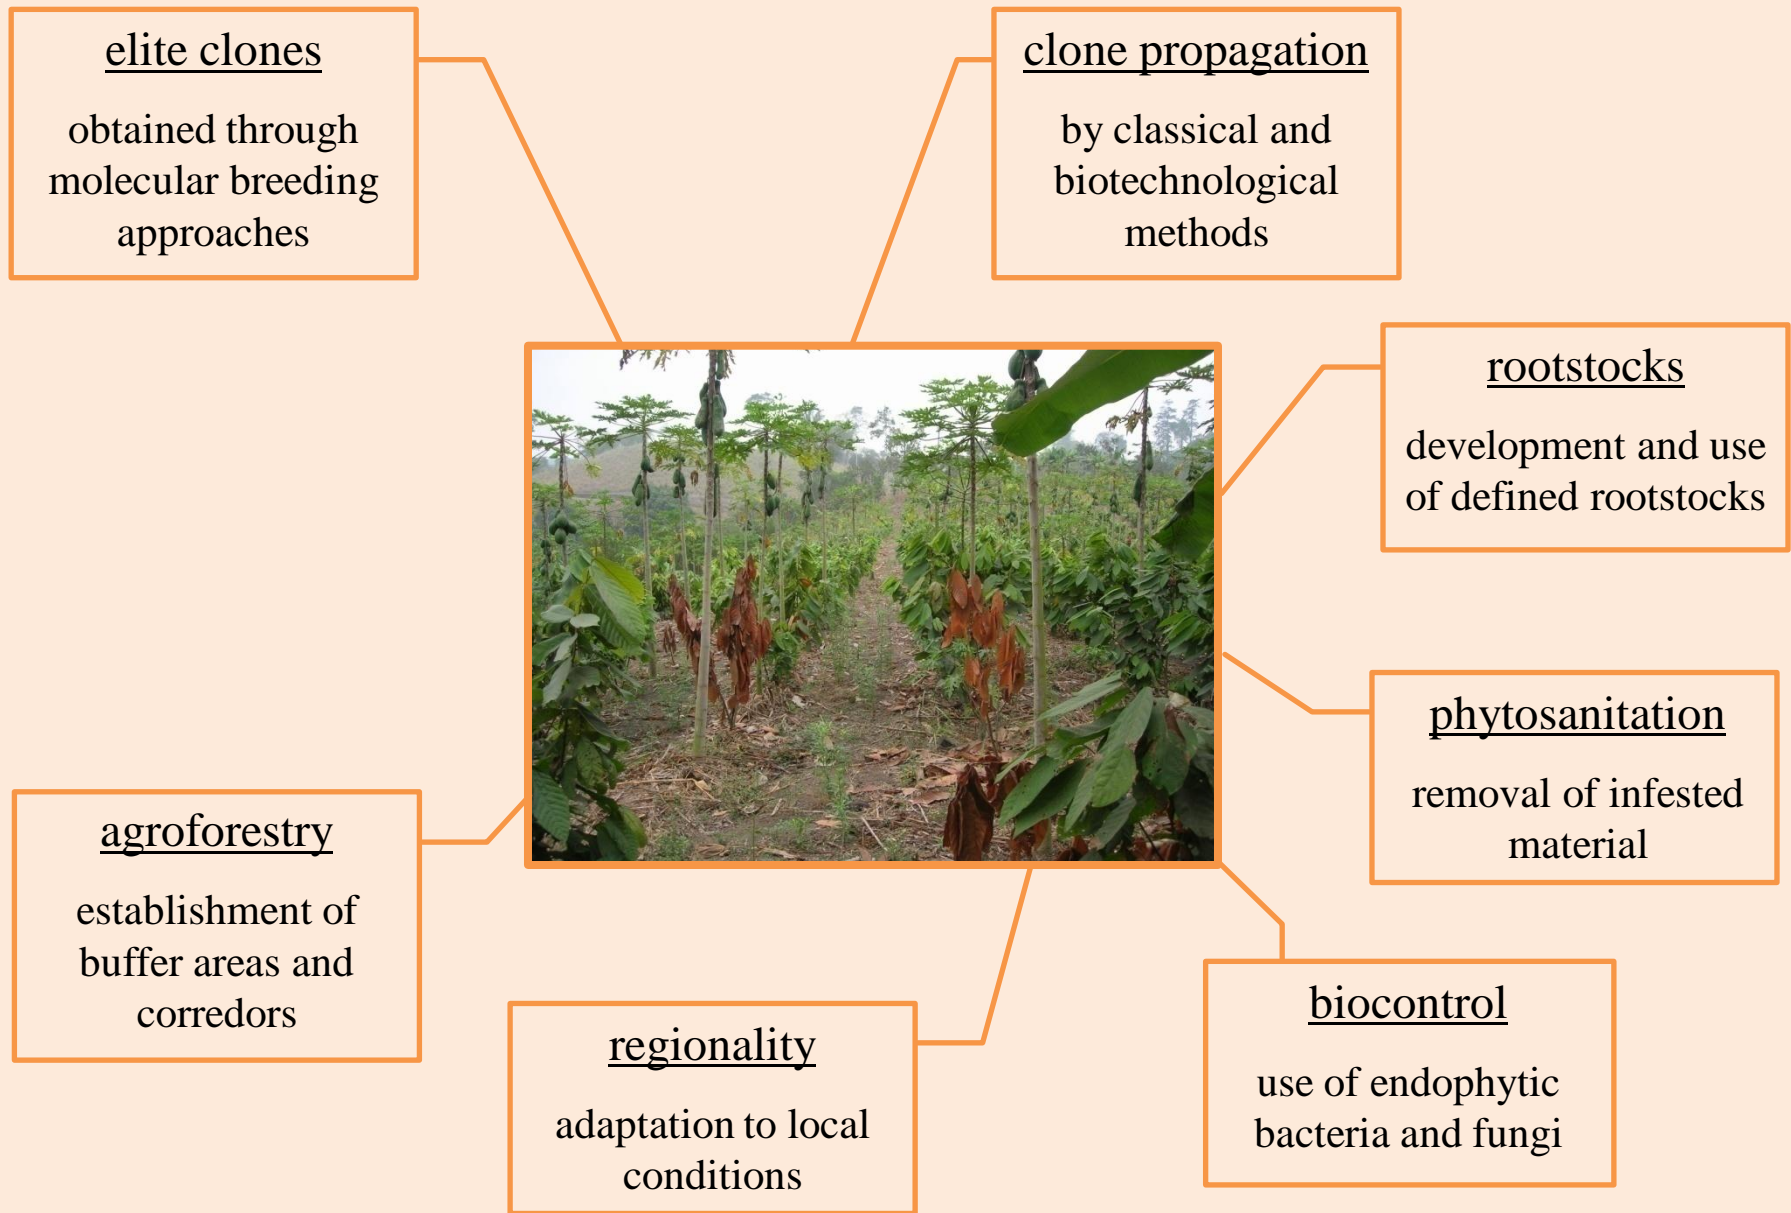 elite clones
obtained through
molecular breeding
approaches
clone propagation
by classical and
biotechnological
methods
rootstocks
development and use
of defined rootstocks
phytosanitation
removal of infested
material
agroforestry
establishment of
buffer areas and
corredors
regionality
adaptation to local
conditions
biocontrol
use of endophytic
bacteria and fungi